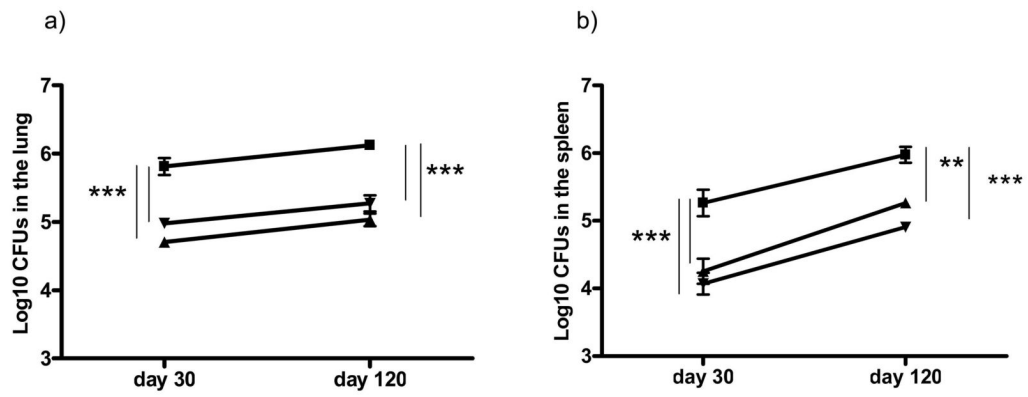 a)
Log10 CFUs in the lung
7
6
5
4
3
***
***
day 30
day 120
b)
Log10 CFUs in the spleen
7
6
5
4
3
***
**
***
day 30
day 120